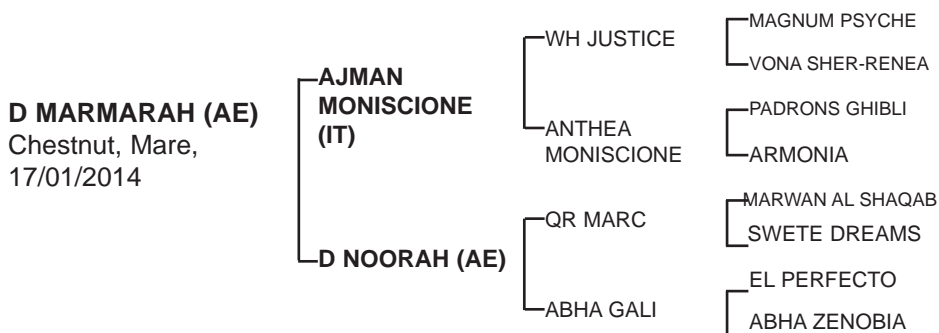 D MARMARAH (AE)
Chestnut, Mare,
17/01/2014
AJMAN
MONISCIONE
(IT)
D NOORAH (AE)
WH JUSTICE
ANTHEA
MONISCIONE
QR MARC
ABHA GALI
MAGNUM PSYCHE
VONA SHER-RENEA
PADRONS GHIBLI
ARMONIA
MARWAN AL SHAQAB
SWETE DREAMS
EL PERFECTO
ABHA ZENOBIA